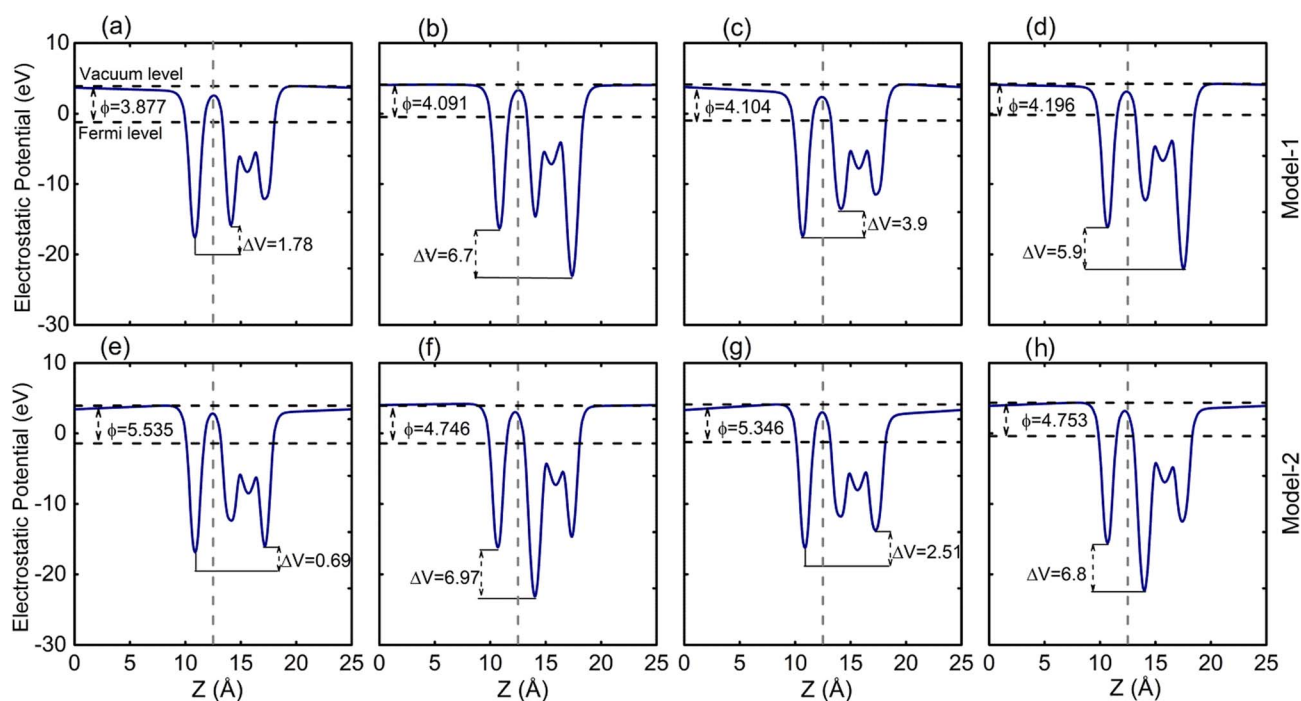 (a) (b) (c) (d)
Electrostatic Potential (eV)
10
0
-10
-20
-30
Vacuum level
ϕ=3.877
Fermi level
ΔV=1.78
ϕ=4.091
ΔV=6.7
ϕ=4.104
ΔV=3.9
ϕ=4.196
ΔV=5.9
Model-1
(e) (f) (g) (h)
Electrostatic Potential (eV)
10
0
-10
-20
-30
ϕ=5.535
ΔV=0.69
ϕ=4.746
ΔV=6.97
ϕ=5.346
ΔV=2.51
ϕ=4.753
ΔV=6.8
Model-2
0 5 10 15 20 25 0 5 10 15 20 25 0 5 10 15 20 25 0 5 10 15 20 25
Z (Å) Z (Å) Z (Å) Z (Å)